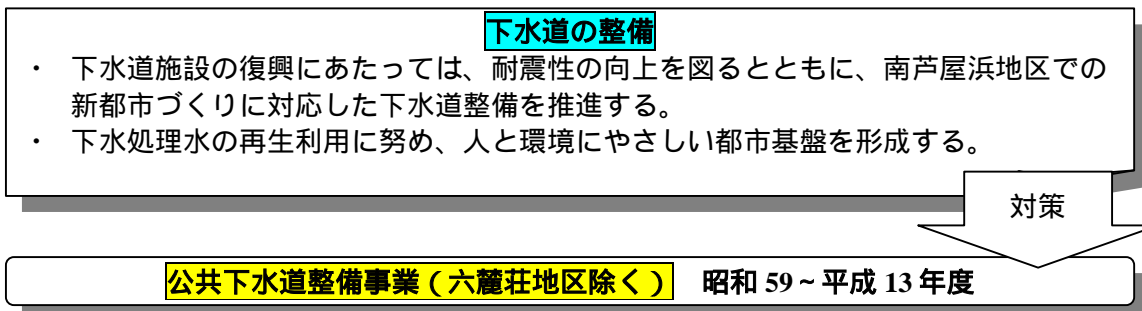 下水道の整備
・ 下水道施設の復興にあたっては、耐震性の向上を図るとともに、南芦屋浜地区での
新都市づくりに対応した下水道整備を推進する。
・ 下水処理水の再生利用に努め、人と環境にやさしい都市基盤を形成する。
対策
公共下水道整備事業（六麓荘地区除く） 昭和 59～平成 13 年度